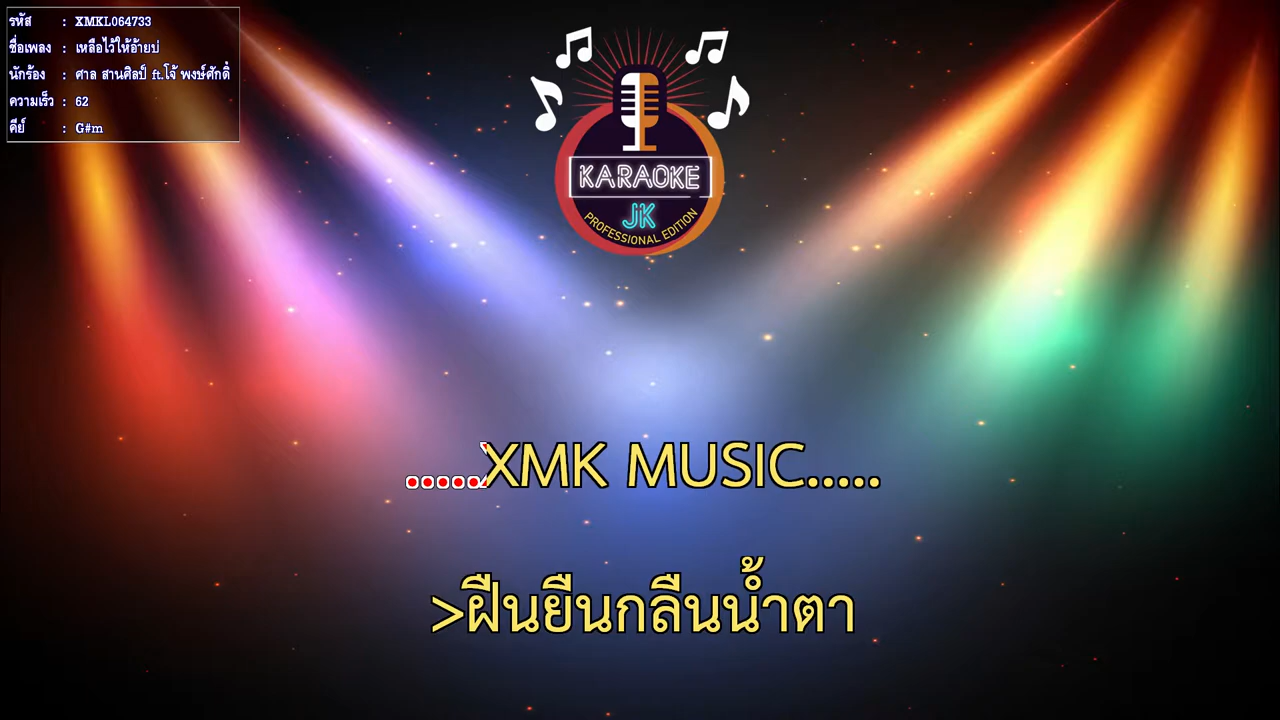 รหัส : XMKL064733
ชื่อเพลง : เหลือไว้ให้อ้ายบ่
นักร้อง : ศาล สานศิลป์ ft.โจ้ พงษ์ศักดิ์
ความเร็ว : 62
คีย์ : G#m
KARAOKE
JK
PROFESSIONAL EDITION
.....XMK MUSIC.....
>ฝืนยืนกลืนน้ำตา